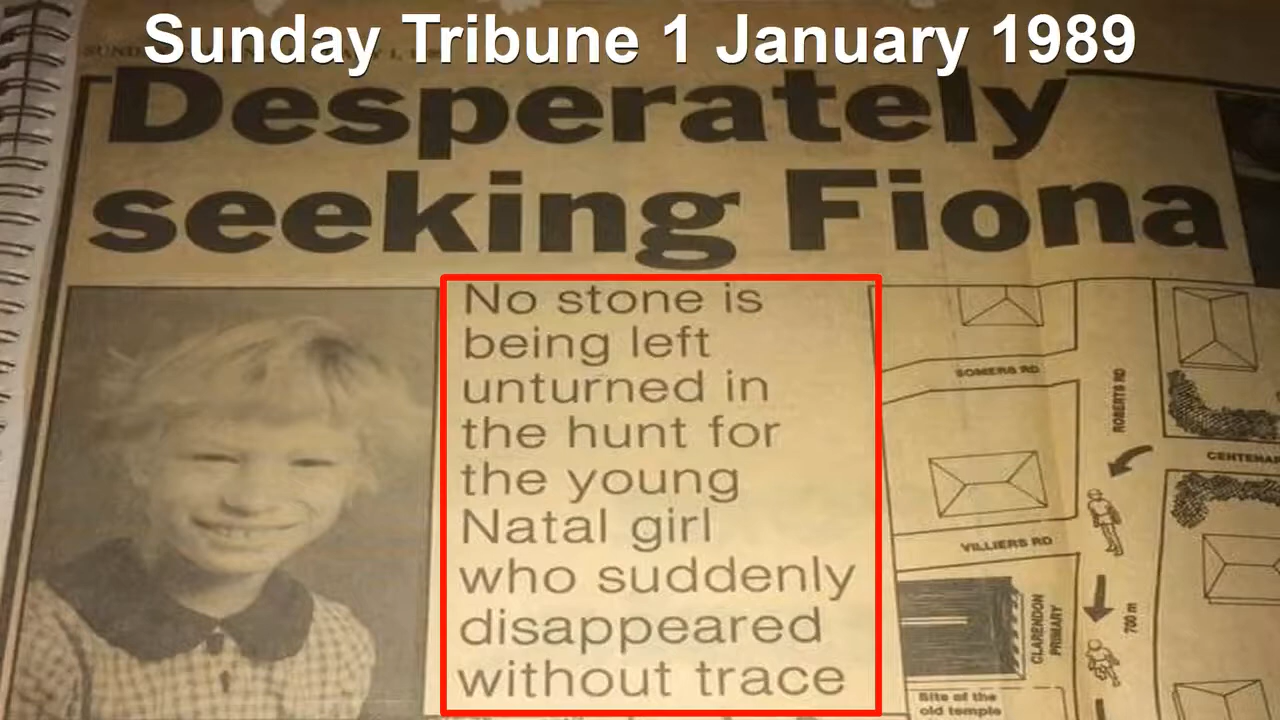 Sunday Tribune 1 January 1989
Desperately
seeking Fiona
No stone is
being left
unturned in
the hunt for
the young
Natal girl
who suddenly
disappeared
without trace
SOMERS RD
ROBERTS RD
VILLIERS RD
CLARENDON
PRIMARY
700 m
Site of the
old temple